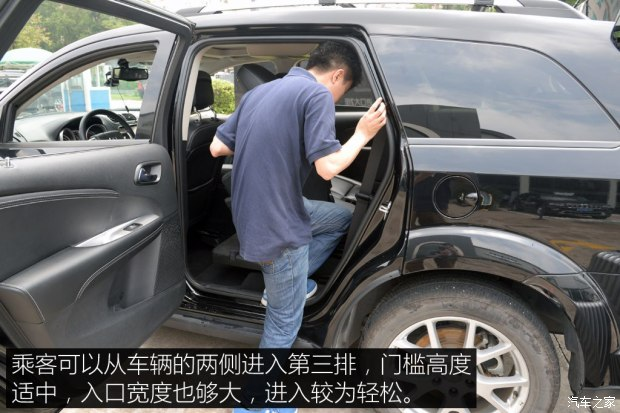 乘客可以从车辆的两侧进入第三排，门槛高度
适中，入口宽度也够大，进入较为轻松。
汽车之家